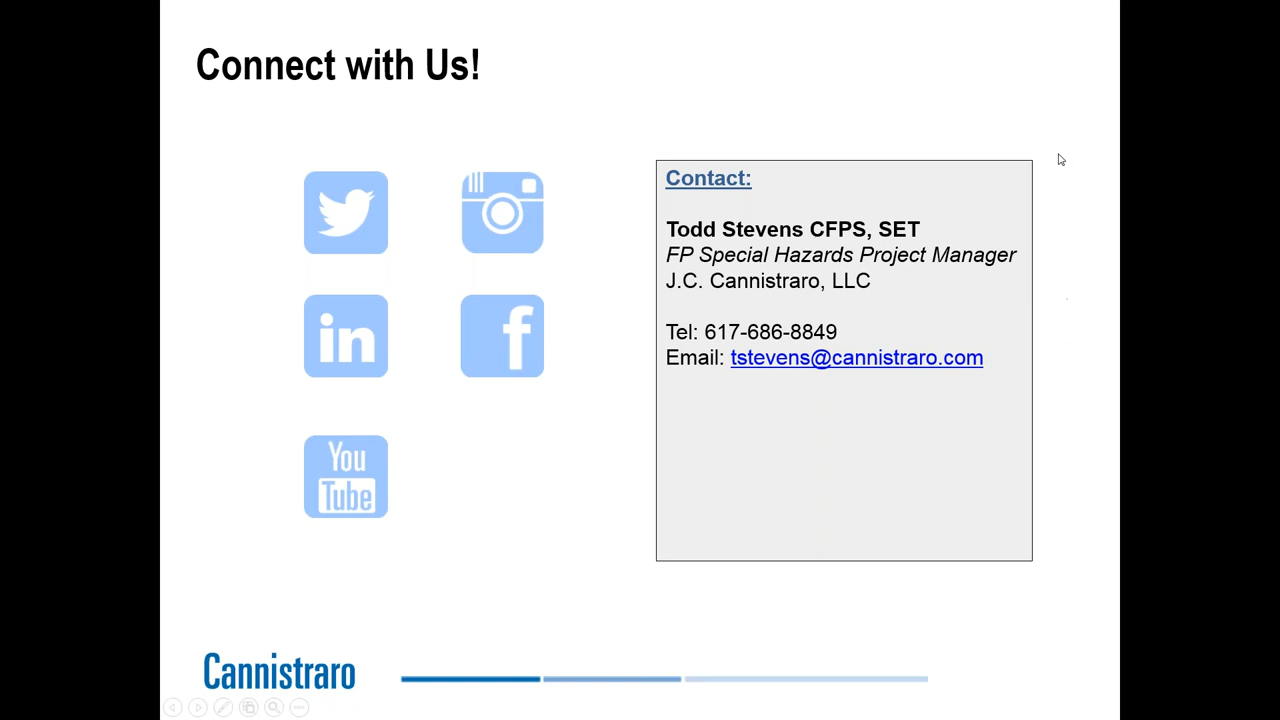 Connect with Us!
Contact:
Todd Stevens CFPS, SET
FP Special Hazards Project Manager
J.C. Cannistraro, LLC
Tel: 617-686-8849
Email: tstevens@cannistraro.com
in
f
You
Tube
Cannistraro